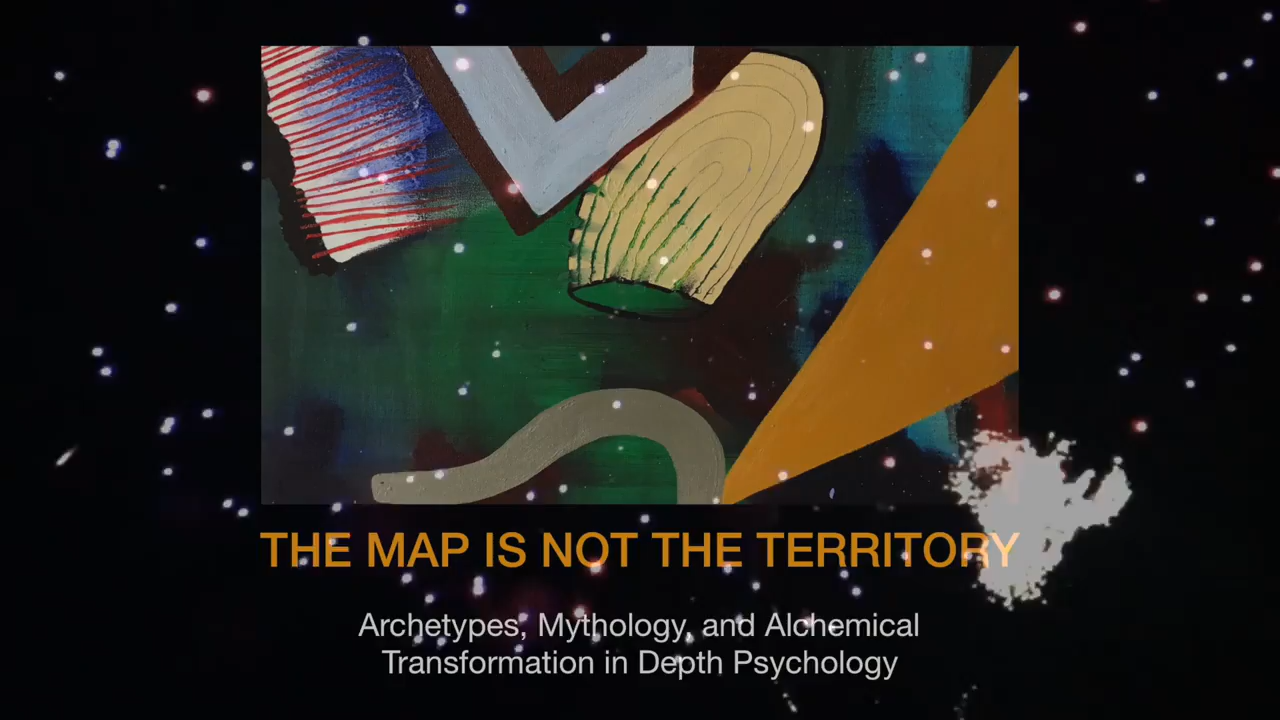 THE MAP IS NOT THE TERRITORY
Archetypes, Mythology, and Alchemical
Transformation in Depth Psychology